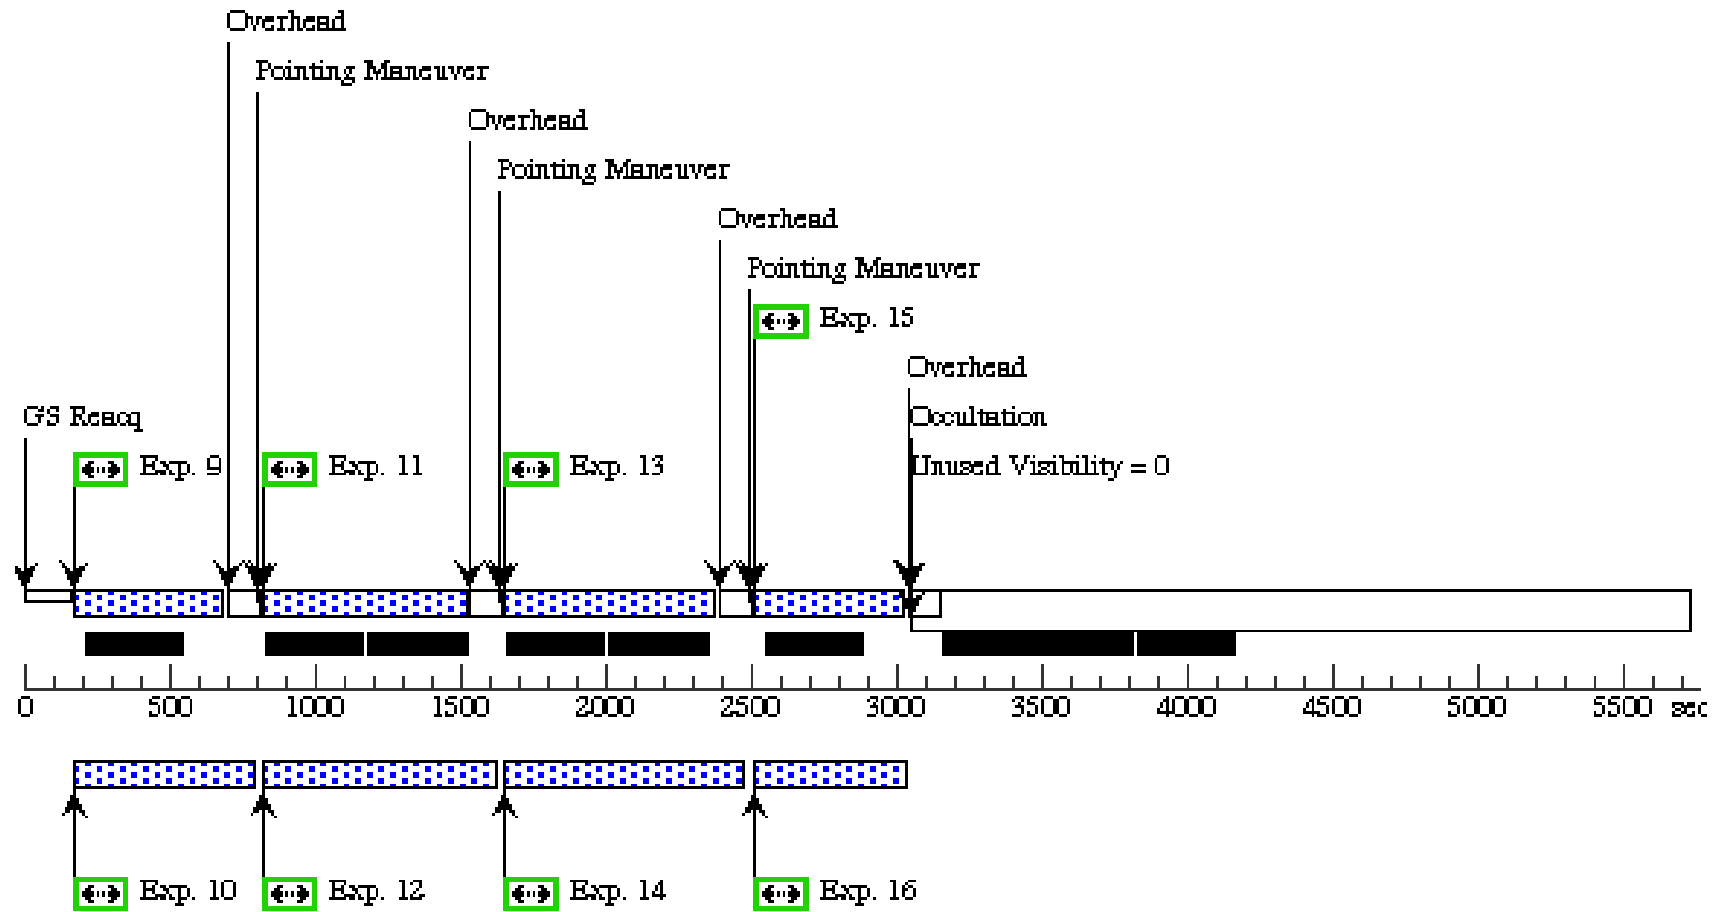 Overhead
Pointing Maneuver
Overhead
Pointing Maneuver
Overhead
Pointing Maneuver
Exp. 15
Overhead
GS Reacq
Occultation
Exp. 9 Exp. 11 Exp. 13 Unused Visibility = 0
0 500 1000 1500 2000 2500 3000 3500 4000 4500 5000 5500 sec
Exp. 10 Exp. 12 Exp. 14 Exp. 16